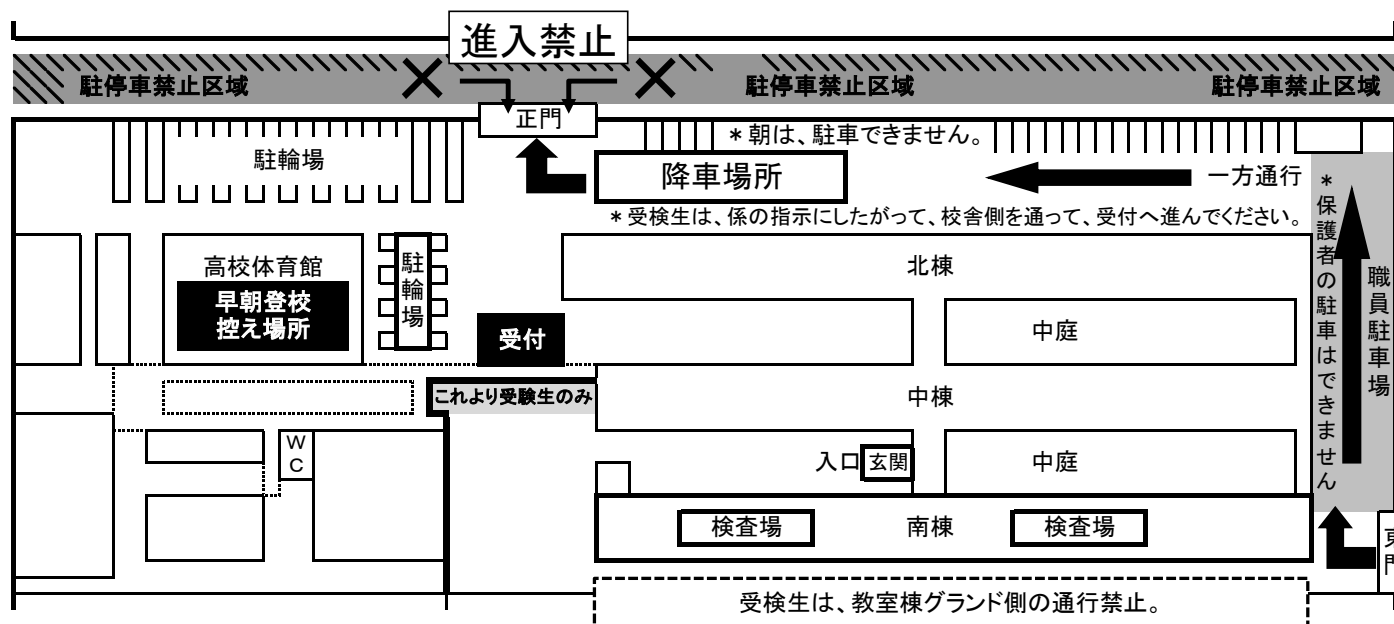 進入禁止
駐停車禁止区域
駐停車禁止区域
駐停車禁止区域
正門
*朝は、駐車できません。
駐輪場
降車場所
一方通行
*受検生は、係の指示にしたがって、校舎側を通って、受付へ進んでください。
*保護者の駐車はできません
職員駐車場
高校体育館
早朝登校
控え場所
駐輪場
北棟
受付
中庭
これより受験生のみ
中棟
WC
入口
玄関
中庭
検査場
南棟
検査場
東門
受検生は、教室棟グランド側の通行禁止。